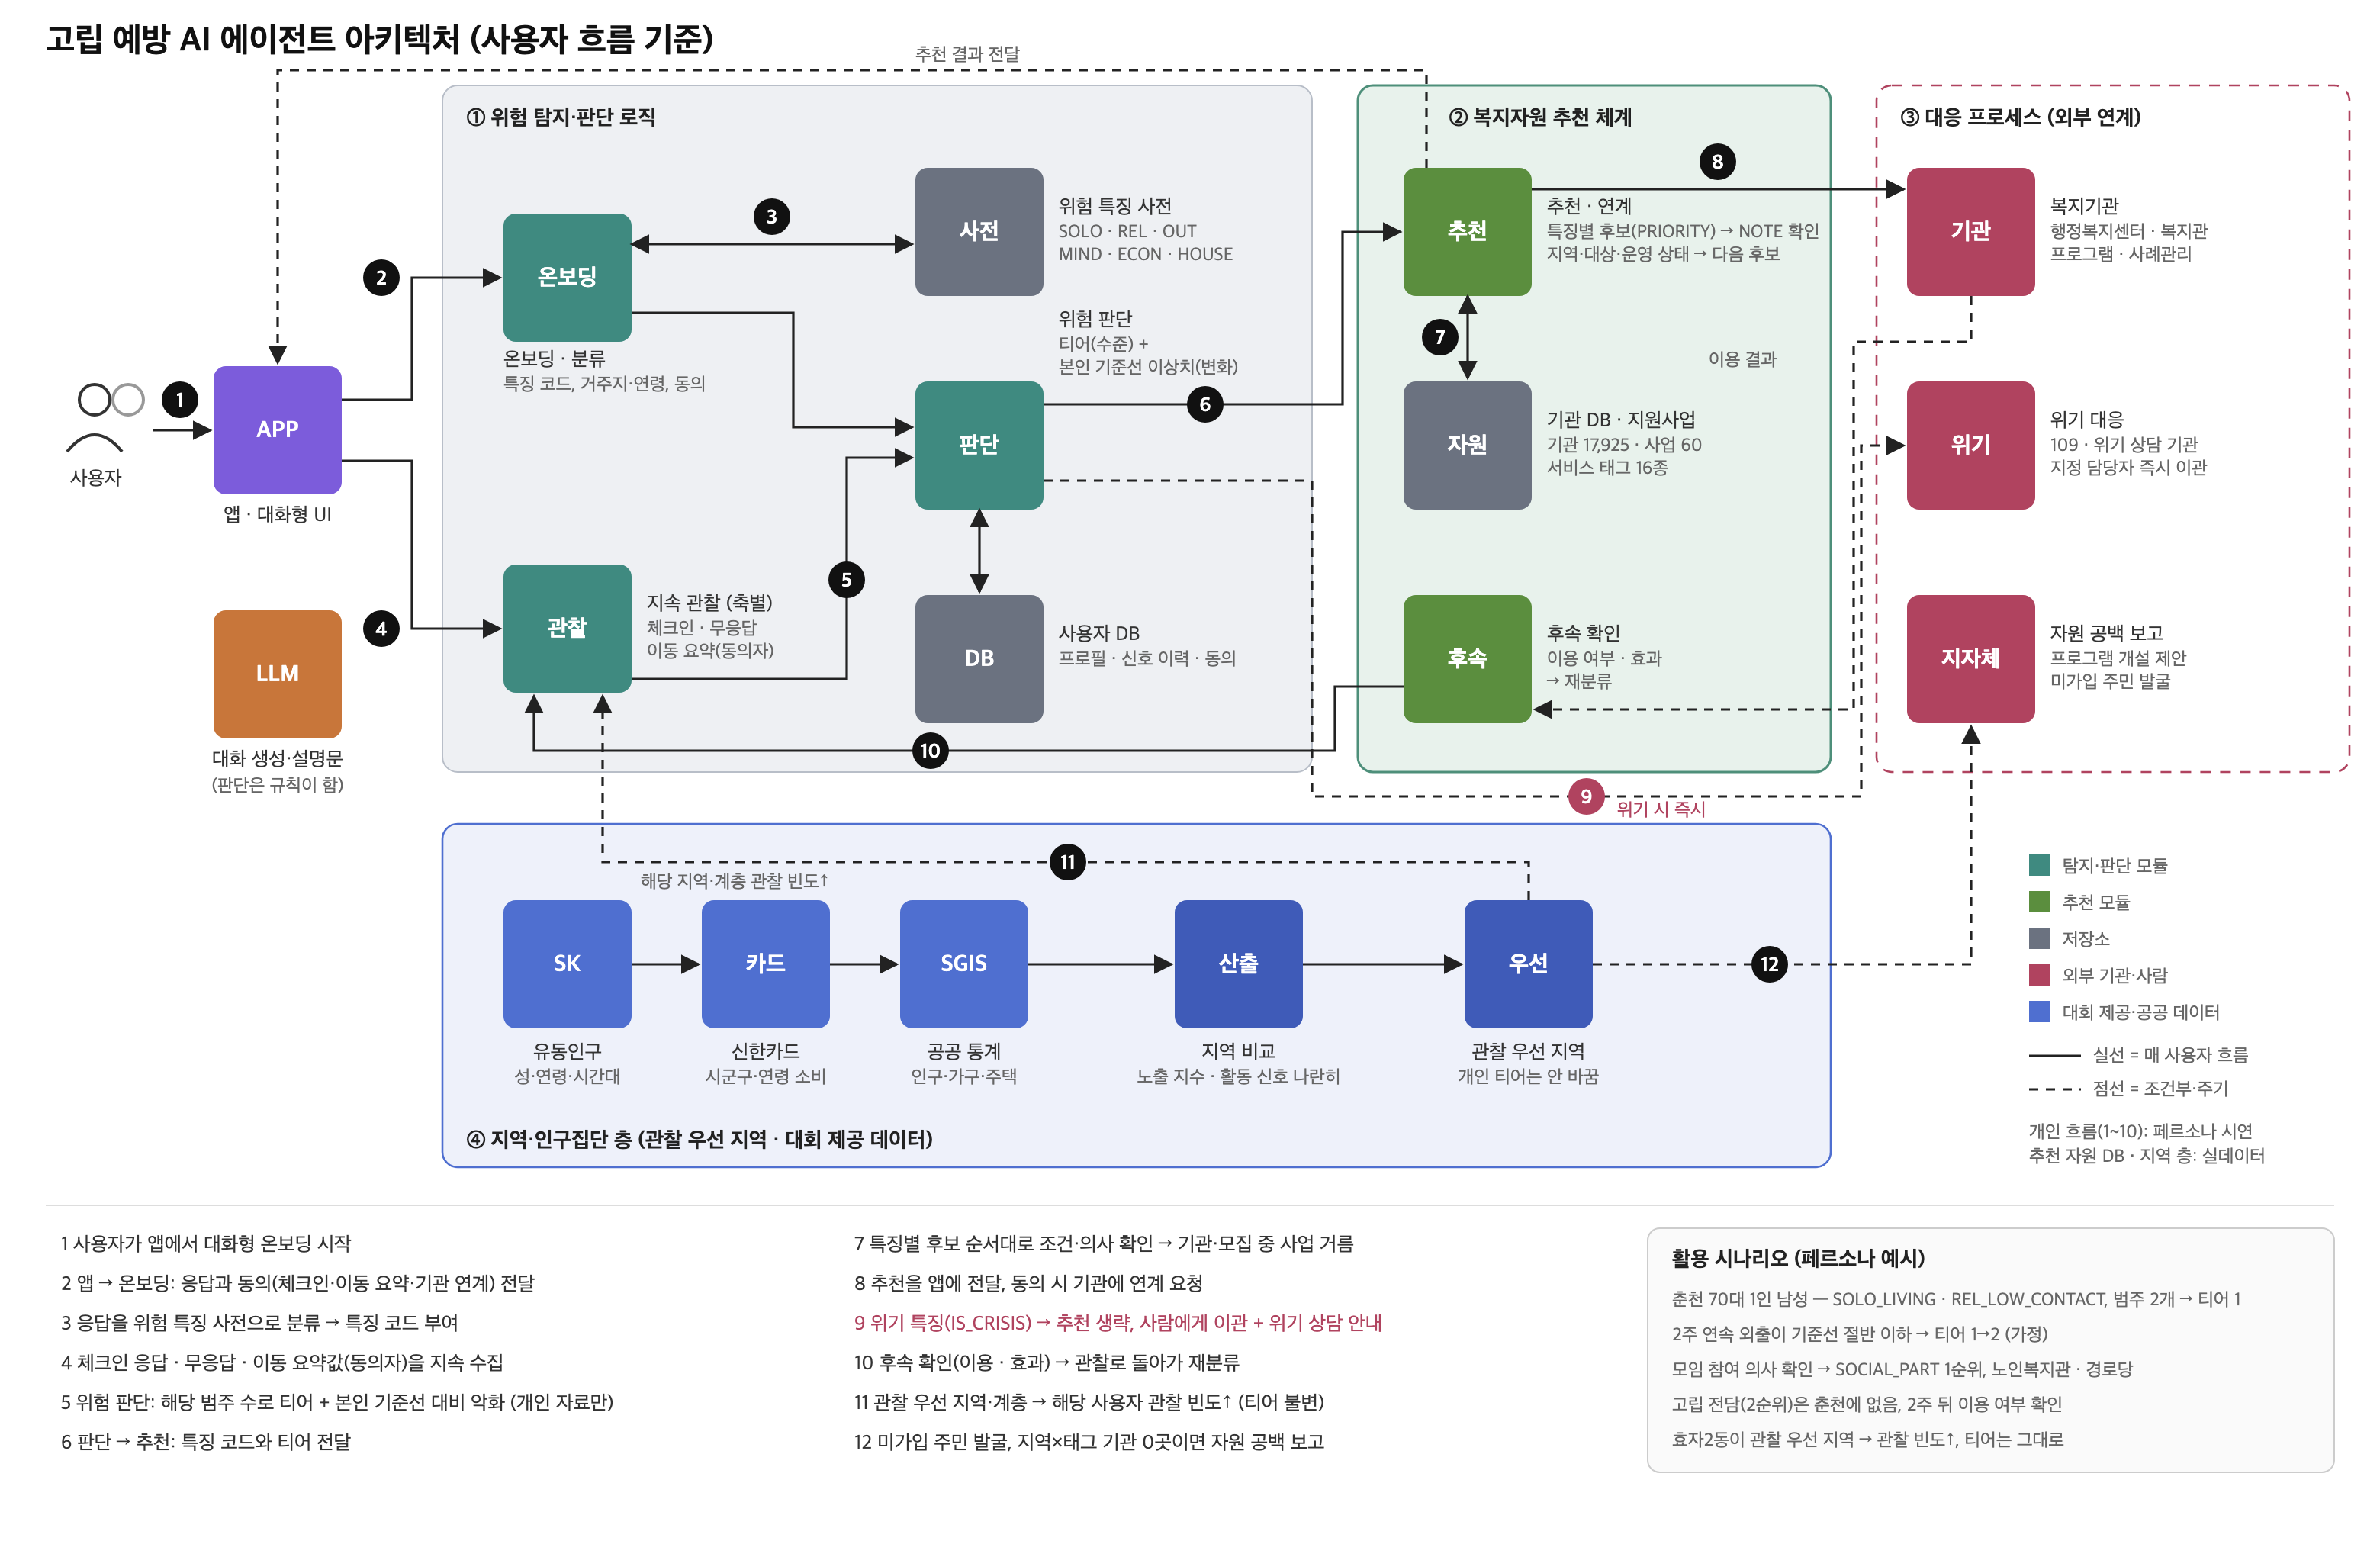 고립 예방 AI 에이전트 아키텍처 (사용자 흐름 기준)
추천 결과 전달
① 위험 탐지·판단 로직
② 복지자원 추천 체계
③ 대응 프로세스 (외부 연계)
1
사용자
APP
앱 · 대화형 UI
LLM
대화 생성·설명문
(판단은 규칙이 함)
2
온보딩
온보딩 · 분류
특징 코드, 거주지·연령, 동의
3
사전
위험 특징 사전
SOLO · REL · OUT
MIND · ECON · HOUSE
위험 판단
티어(수준) +
본인 기준선 이상치(변화)
판단
4
관찰
지속 관찰 (축별)
체크인 · 무응답
이동 요약(동의자)
5
DB
사용자 DB
프로필 · 신호 이력 · 동의
6
추천
추천 · 연계
특징별 후보(PRIORITY) → NOTE 확인
지역·대상·운영 상태 → 다음 후보
7
이용 결과
자원
기관 DB · 지원사업
기관 17,925 · 사업 60
서비스 태그 16종
후속
후속 확인
이용 여부 · 효과
→ 재분류
8
기관
복지기관
행정복지센터 · 복지관
프로그램 · 사례관리
위기
위기 대응
109 · 위기 상담 기관
지정 담당자 즉시 이관
지자체
자원 공백 보고
프로그램 개설 제안
미가입 주민 발굴
10
9
위기 시 즉시
11
해당 지역·계층 관찰 빈도↑
SK
유동인구
성·연령·시간대
카드
신한카드
시군구·연령 소비
SGIS
공공 통계
인구·가구·주택
산출
지역 비교
노출 지수 · 활동 신호 나란히
우선
관찰 우선 지역
개인 티어는 안 바꿈
12
④ 지역·인구집단 층 (관찰 우선 지역 · 대회 제공 데이터)
탐지·판단 모듈
추천 모듈
저장소
외부 기관·사람
대회 제공·공공 데이터
실선 = 매 사용자 흐름
점선 = 조건부·주기
개인 흐름(1~10): 페르소나 시연
추천 자원 DB · 지역 층: 실데이터
1 사용자가 앱에서 대화형 온보딩 시작
2 앱 → 온보딩: 응답과 동의(체크인·이동 요약·기관 연계) 전달
3 응답을 위험 특징 사전으로 분류 → 특징 코드 부여
4 체크인 응답 · 무응답 · 이동 요약값(동의자)을 지속 수집
5 위험 판단: 해당 범주 수로 티어 + 본인 기준선 대비 악화 (개인 자료만)
6 판단 → 추천: 특징 코드와 티어 전달
7 특징별 후보 순서대로 조건·의사 확인 → 기관·모집 중 사업 거름
8 추천을 앱에 전달, 동의 시 기관에 연계 요청
9 위기 특징(IS_CRISIS) → 추천 생략, 사람에게 이관 + 위기 상담 안내
10 후속 확인(이용 · 효과) → 관찰로 돌아가 재분류
11 관찰 우선 지역·계층 → 해당 사용자 관찰 빈도↑ (티어 불변)
12 미가입 주민 발굴, 지역×태그 기관 0곳이면 자원 공백 보고
활용 시나리오 (페르소나 예시)
춘천 70대 1인 남성 — SOLO_LIVING · REL_LOW_CONTACT, 범주 2개 → 티어 1
2주 연속 외출이 기준선 절반 이하 → 티어 1→2 (가정)
모임 참여 의사 확인 → SOCIAL_PART 1순위, 노인복지관 · 경로당
고립 전담(2순위)은 춘천에 없음, 2주 뒤 이용 여부 확인
효자2동이 관찰 우선 지역 → 관찰 빈도↑, 티어는 그대로